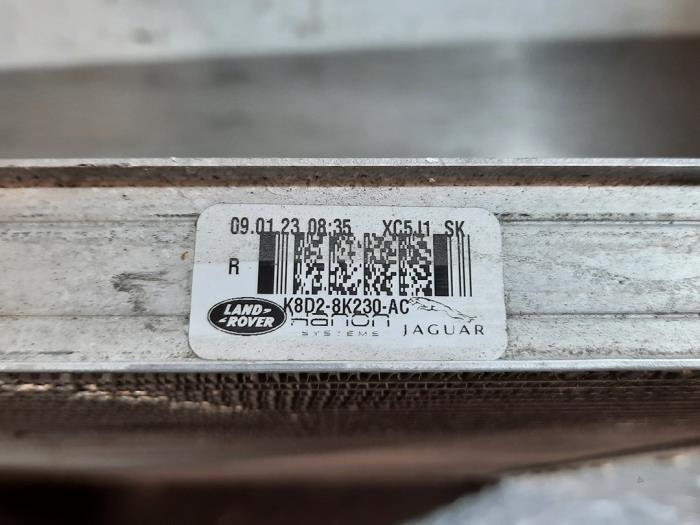 09.01.23 08:35 XC5J1 SK
R
K8D2-8K230-AC
LAND-
-ROVER
hanon
SYSTEMS
JAGUAR